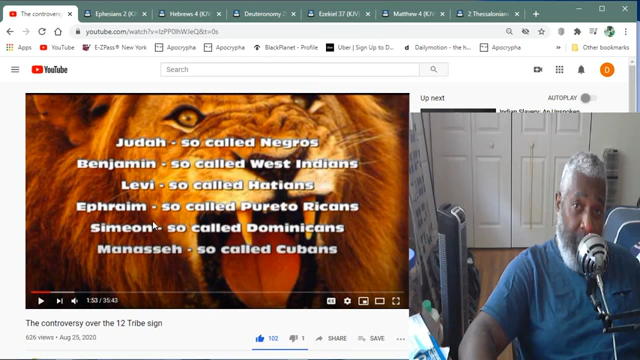 The controversy
Ephesians 2 (KJV
Hebrews 4 (KJV
Deuteronomy 2
Ezekiel 37 (KJV)
Matthew 4 (KJV
2 Thessalonians
youtube.com/watch?v=IzPP0lhWJeQ&t=0s
Apps
YouTube
E-ZPass® New York
Apocrypha
Apocrypha
BlackPlanet - Profile
Uber | Sign Up to D
Dailymotion - the t
Apocrypha
Other bookmarks
YouTube
Search
D
Judah - so called Negros
Benjamin - so called West Indians
Levi - so called Hatians
Ephraim - so called Pureto Ricans
Simeon - so called Dominicans
Manasseh - so called Cubans
1:53 / 35:43
Up next
AUTOPLAY
Indian Slavery: An Unspoken
The controversy over the 12 Tribe sign
626 views • Aug 25, 2020
102
1
SHARE
SAVE